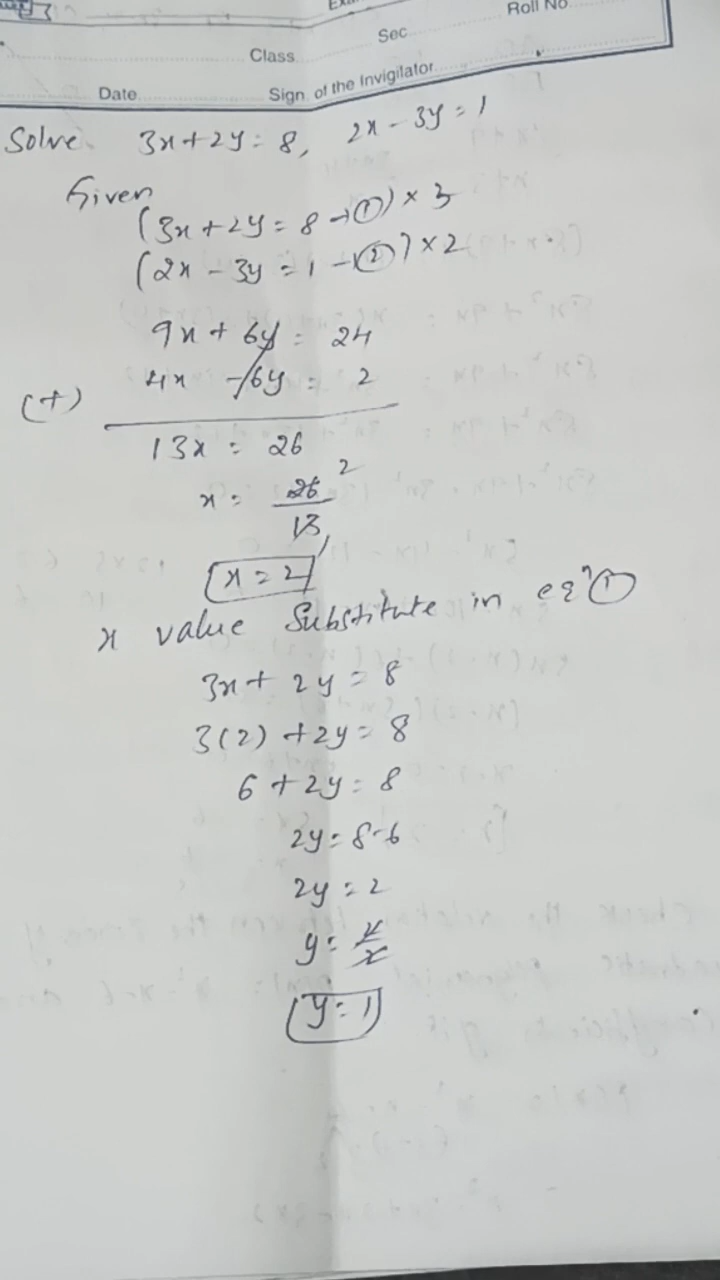 Roll No
Class
Sec
Date
Sign. of the Invigilator
Solve 3x+2y=8, 2x-3y=1
Given
(3x+2y=8→①)×3
(2x-3y=1→②)×2
9x+6y=24
(+) 4x-6y=2
13x=26
x=26/13 2 1
x=2
x value substitute in eqⁿ①
3x+2y=8
3(2)+2y=8
6+2y=8
2y=8-6
2y=2
y=2/2
y=1